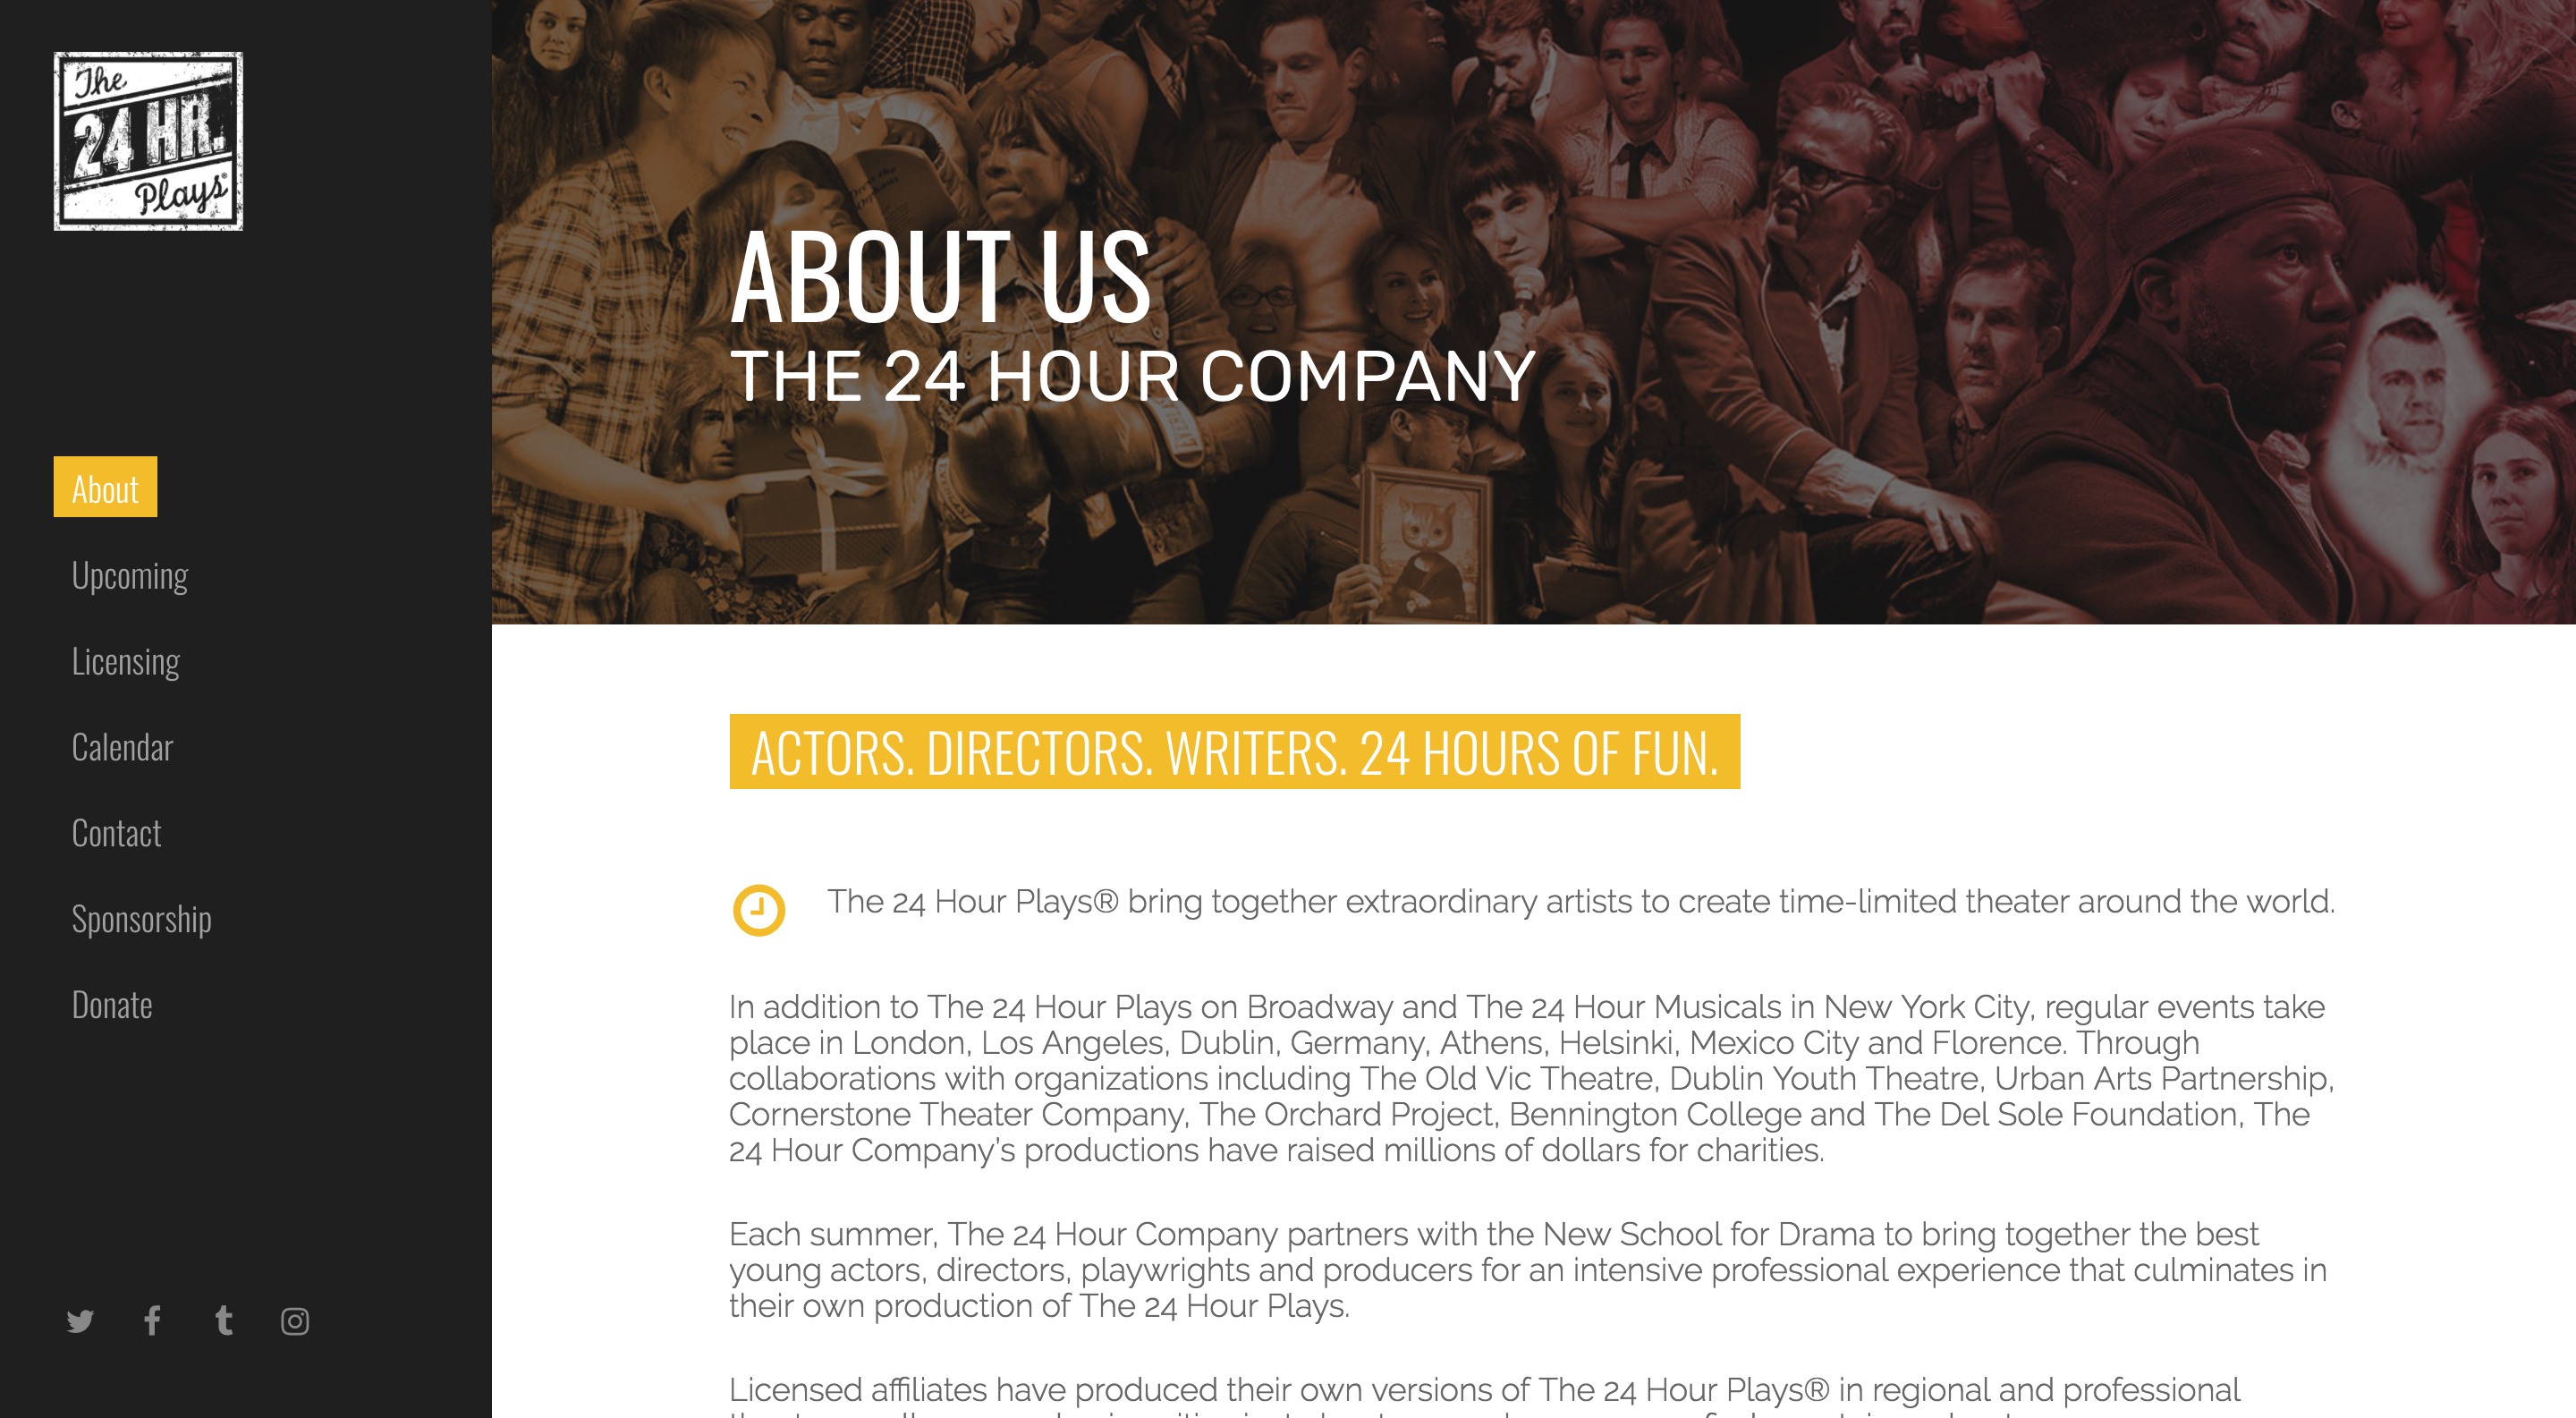 The
24 HR.
Plays®
About
Upcoming
Licensing
Calendar
Contact
Sponsorship
Donate
ABOUT US
THE 24 HOUR COMPANY
ACTORS. DIRECTORS. WRITERS. 24 HOURS OF FUN.
The 24 Hour Plays® bring together extraordinary artists to create time-limited theater around the world.
In addition to The 24 Hour Plays on Broadway and The 24 Hour Musicals in New York City, regular events take
place in London, Los Angeles, Dublin, Germany, Athens, Helsinki, Mexico City and Florence. Through
collaborations with organizations including The Old Vic Theatre, Dublin Youth Theatre, Urban Arts Partnership,
Cornerstone Theater Company, The Orchard Project, Bennington College and The Del Sole Foundation, The
24 Hour Company’s productions have raised millions of dollars for charities.
Each summer, The 24 Hour Company partners with the New School for Drama to bring together the best
young actors, directors, playwrights and producers for an intensive professional experience that culminates in
their own production of The 24 Hour Plays.
Licensed affiliates have produced their own versions of The 24 Hour Plays® in regional and professional